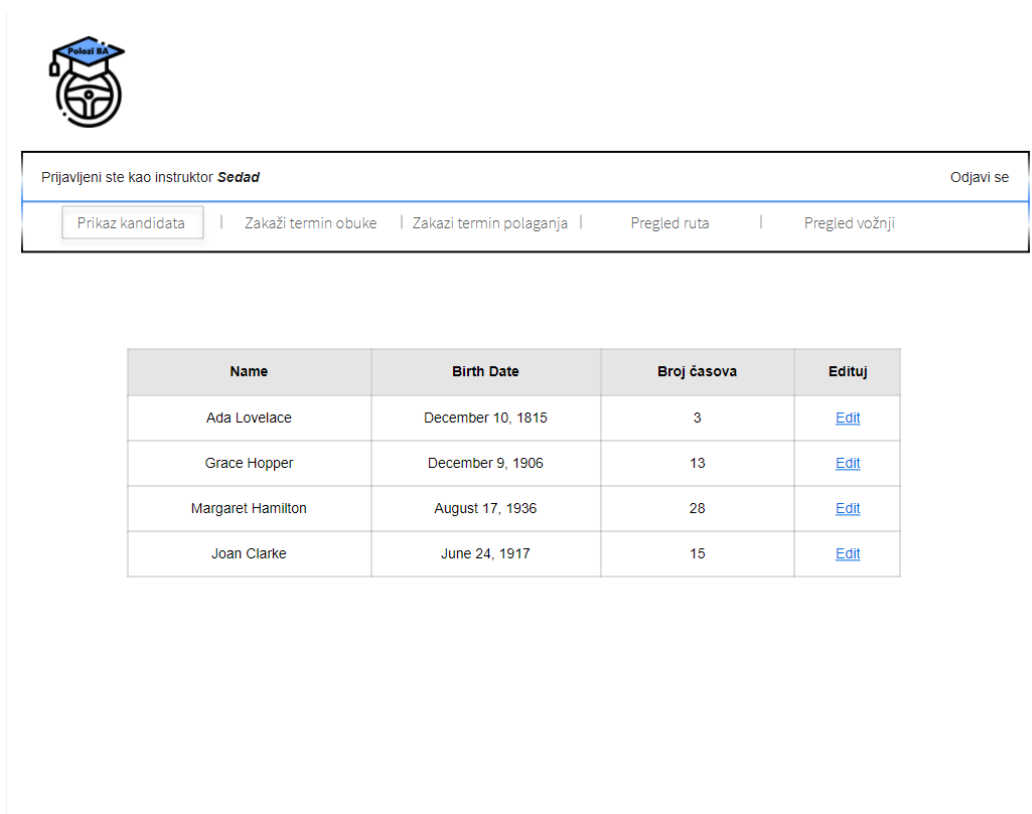 Polozi BA
Prijavljeni ste kao instruktor Sedad Odjavi se
Prikaz kandidata | Zakaži termin obuke | Zakazi termin polaganja | Pregled ruta | Pregled vožnji
Name Birth Date Broj časova Edituj
Ada Lovelace December 10, 1815 3 Edit
Grace Hopper December 9, 1906 13 Edit
Margaret Hamilton August 17, 1936 28 Edit
Joan Clarke June 24, 1917 15 Edit